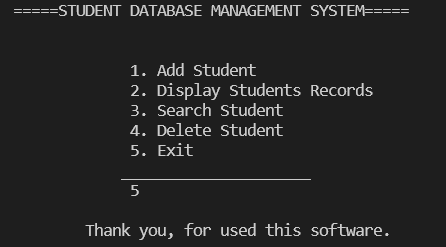 =====STUDENT DATABASE MANAGEMENT SYSTEM=====
1. Add Student
2. Display Students Records
3. Search Student
4. Delete Student
5. Exit
_____________________
5
Thank you, for used this software.